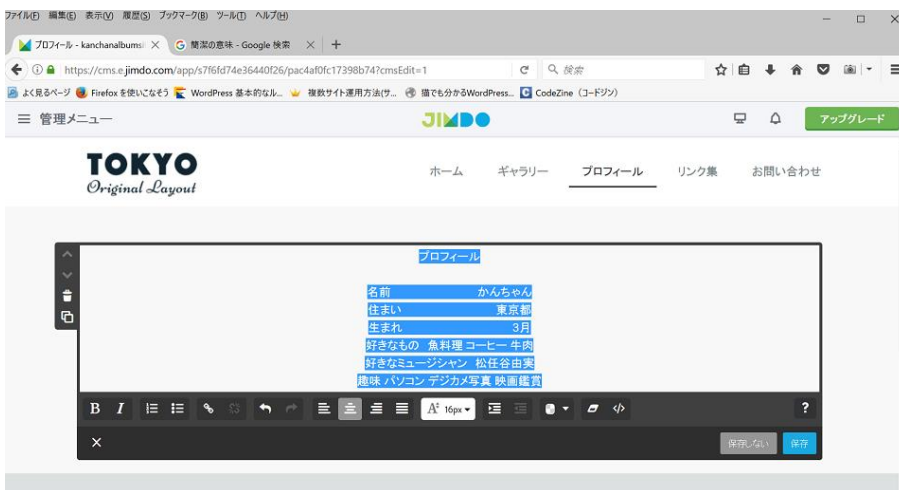 ファイル(F) 編集(E) 表示(V) 履歴(S) ブックマーク(B) ツール(T) ヘルプ(H)
プロフィール - kanchanalbums
簡潔の意味 - Google 検索
https://cms.e.jimdo.com/app/s7f6fd74e36440f26/pac4af0fc17398b74?cmsEdit=1
検索
よく見るページ Firefox を使いこなそう WordPress 基本的なル... 複数サイト運用方法(サ... 猫でも分かるWordPress... CodeZine（コードジン）
管理メニュー
JIMDO
アップグレード
TOKYO
Original Layout
ホーム ギャラリー プロフィール リンク集 お問い合わせ
プロフィール
名前 かんちゃん
住まい 東京都
生まれ 3月
好きなもの 魚料理 コーヒー 牛肉
好きなミュージシャン 松任谷由実
趣味 パソコン デジカメ写真 映画鑑賞
B I A 16px ?
保存しない 保存